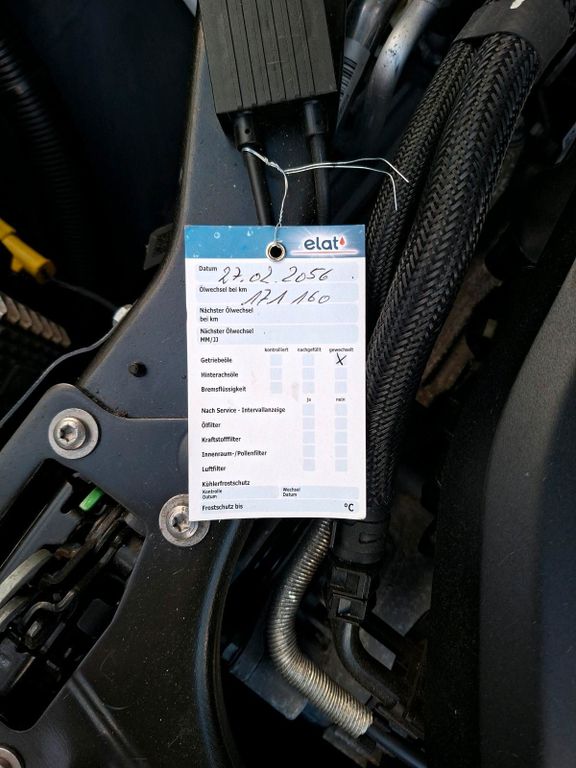 elat
Datum 27.02.2056
Ölwechsel bei km 171 160
Nächster Ölwechsel
bei km
Nächster Ölwechsel
MM/JJ
kontrolliert nachgefüllt gewechselt
Getriebeöle X
Hinterachsöle
Bremsflüssigkeit
ja nein
Nach Service - Intervallanzeige
Ölfilter
Kraftstofffilter
Innenraum-/Pollenfilter
Luftfilter
Kühlerfrostschutz
Kontrolle Wechsel
Datum Datum
Frostschutz bis °C